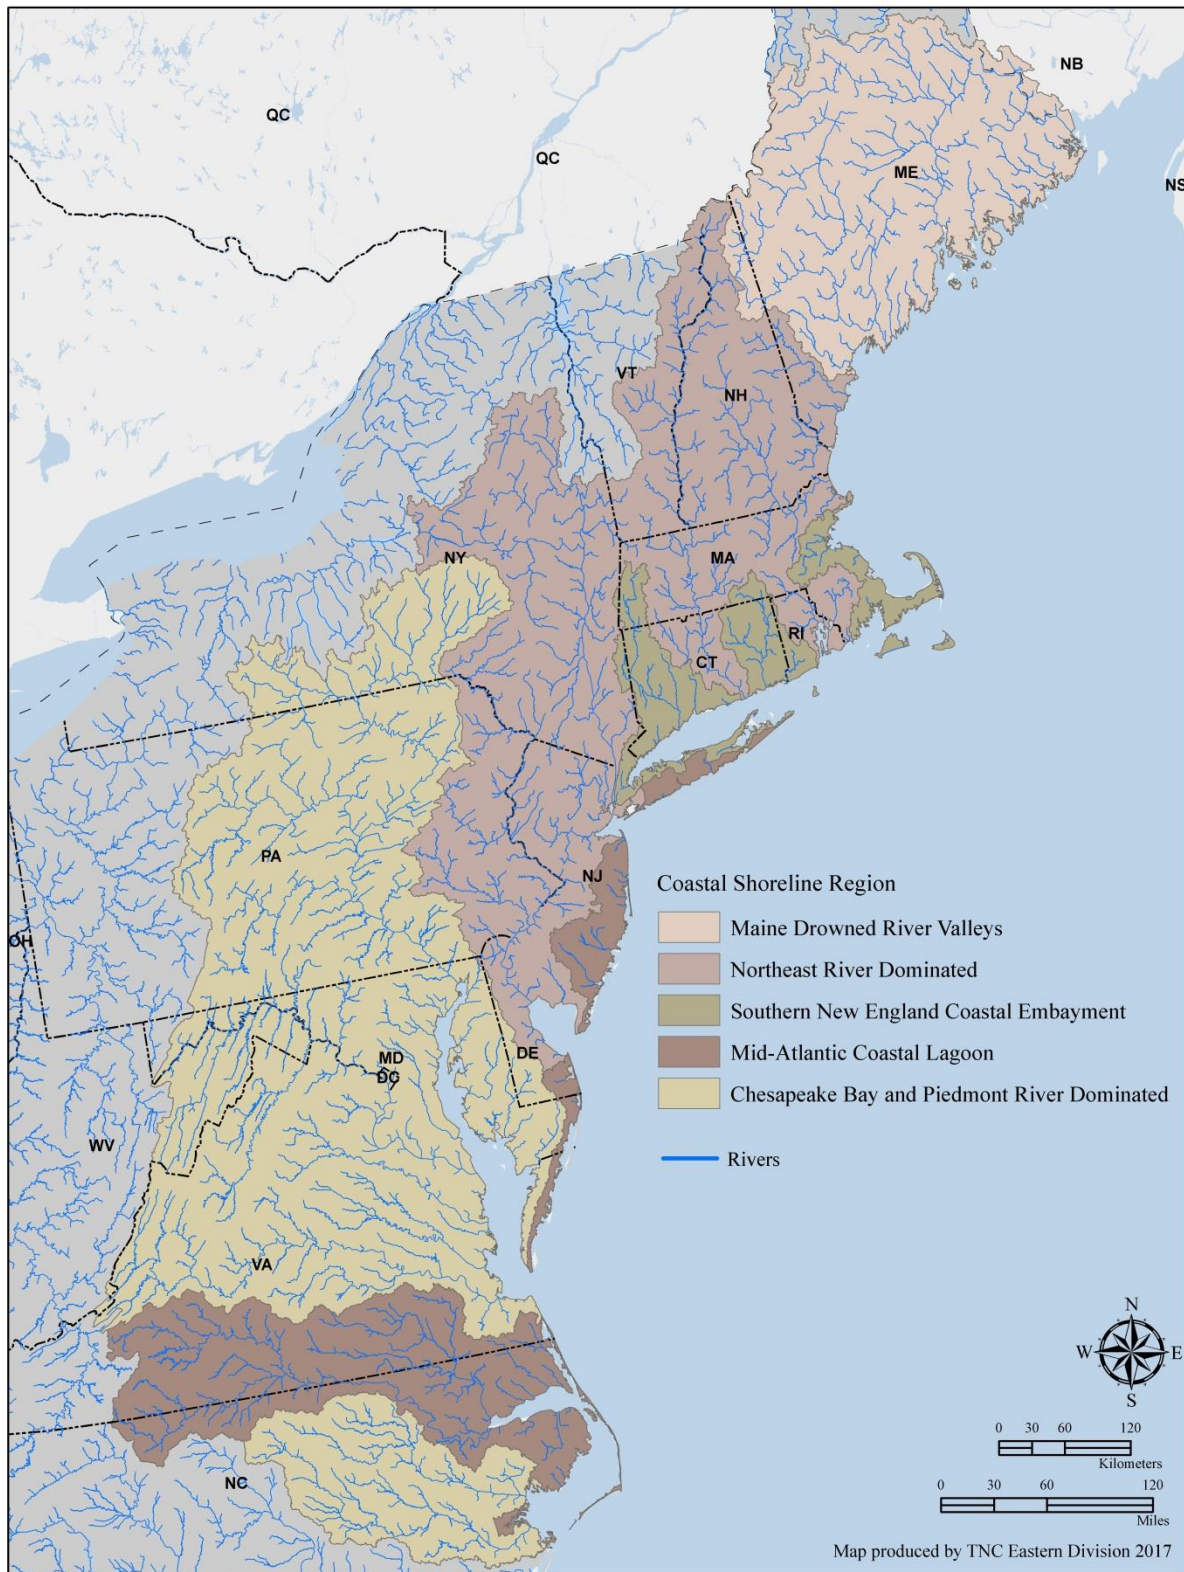 NB
QC
QC
ME
NS
VT
NH
NY
MA
RI
CT
PA
NJ
OH
DE
MD
DC
WV
VA
NC
Coastal Shoreline Region
Maine Drowned River Valleys
Northeast River Dominated
Southern New England Coastal Embayment
Mid-Atlantic Coastal Lagoon
Chesapeake Bay and Piedmont River Dominated
Rivers
N
W E
S
0 30 60 120
Kilometers
0 30 60 120
Miles
Map produced by TNC Eastern Division 2017